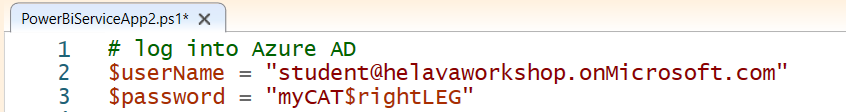 PowerBiServiceApp2.ps1*
1 # log into Azure AD
2 $userName = "student@helavaworkshop.onMicrosoft.com"
3 $password = "myCAT$rightLEG"